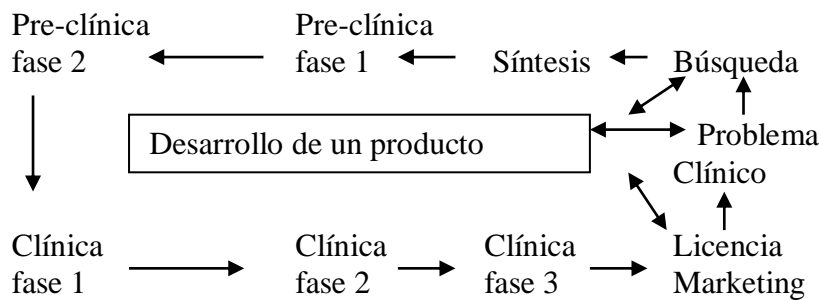 Pre-clínica fase 2
Pre-clínica fase 1
Síntesis
Búsqueda
Desarrollo de un producto
Problema Clínico
Clínica fase 1
Clínica fase 2
Clínica fase 3
Licencia Marketing